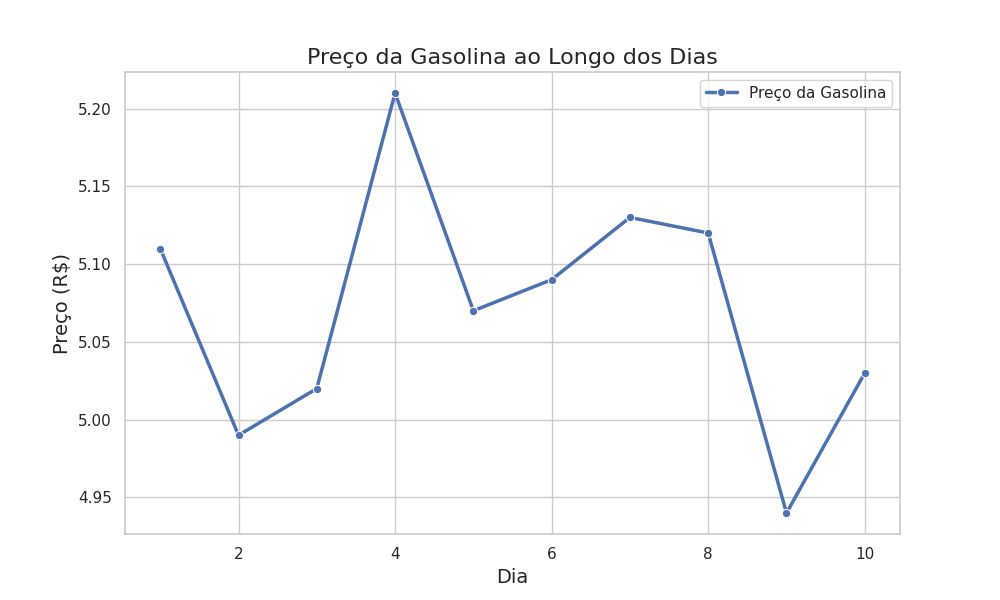 Preço da Gasolina ao Longo dos Dias
Preço da Gasolina
5.20
5.15
5.10
5.05
5.00
4.95
Preço (R$)
2 4 6 8 10
Dia